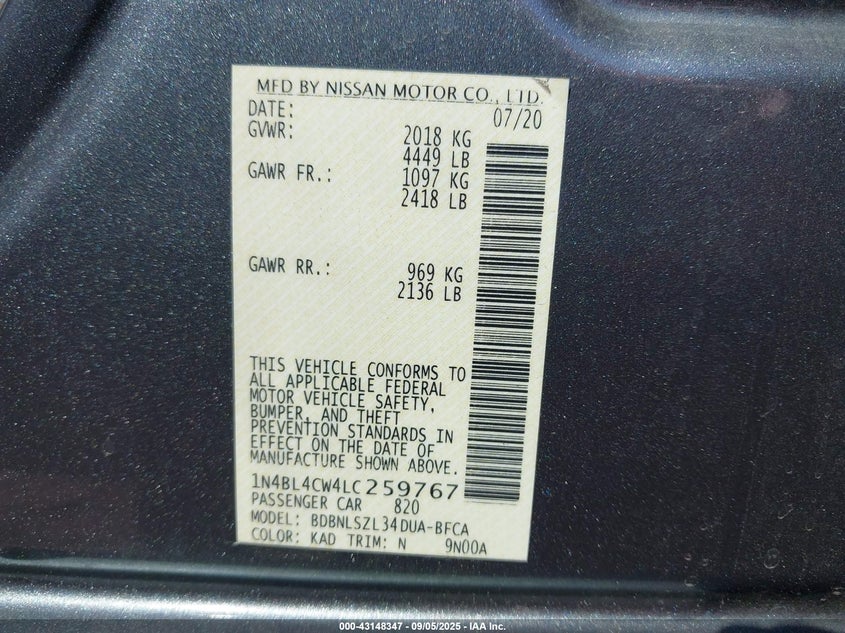 MFD BY NISSAN MOTOR CO., LTD.
DATE: 07/20
GVWR: 2018 KG
4449 LB
GAWR FR.: 1097 KG
2418 LB
GAWR RR.: 969 KG
2136 LB
THIS VEHICLE CONFORMS TO
ALL APPLICABLE FEDERAL
MOTOR VEHICLE SAFETY,
BUMPER, AND THEFT
PREVENTION STANDARDS IN
EFFECT ON THE DATE OF
MANUFACTURE SHOWN ABOVE.
1N4BL4CW4LC259767
PASSENGER CAR 820
MODEL: BDBNLSZL34DUA-BFCA
COLOR: KAD TRIM: N 9N00A
000-43148347 - 09/05/2025 - IAA Inc.